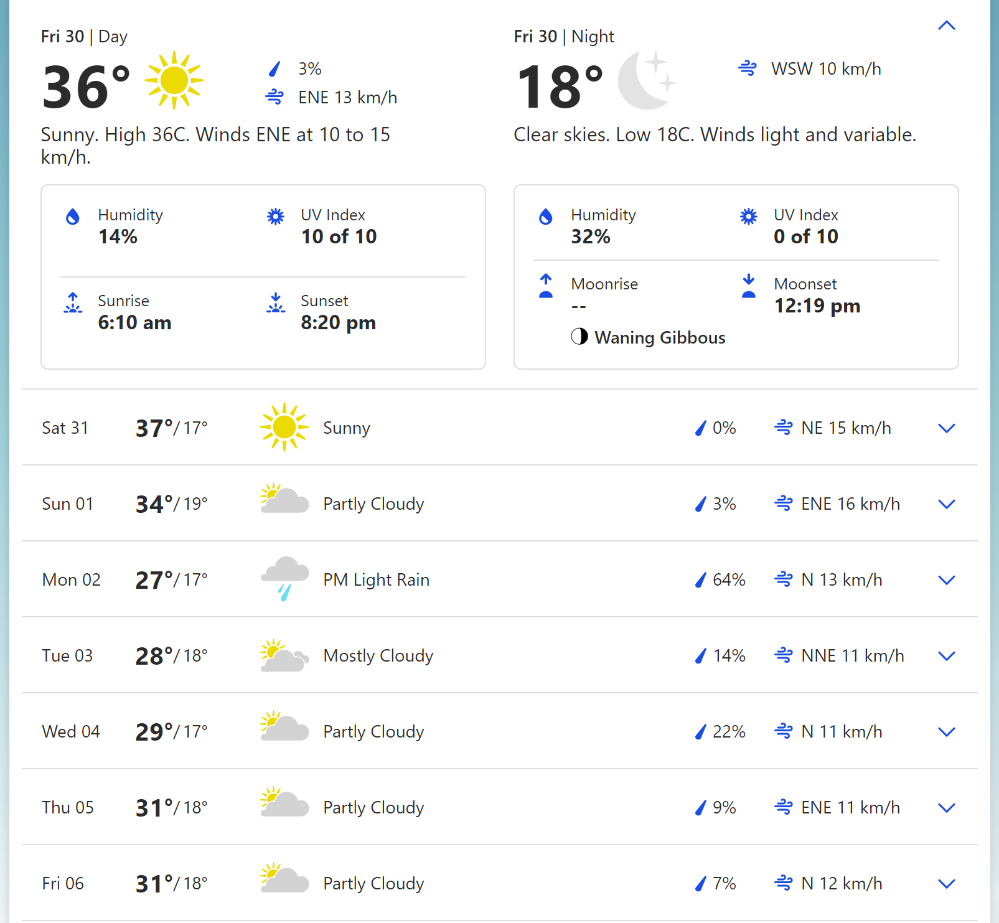 Fri 30 | Day
36°
3%
ENE 13 km/h
Sunny. High 36C. Winds ENE at 10 to 15
km/h.
Humidity
14%
UV Index
10 of 10
Sunrise
6:10 am
Sunset
8:20 pm
Fri 30 | Night
18°
WSW 10 km/h
Clear skies. Low 18C. Winds light and variable.
Humidity
32%
UV Index
0 of 10
Moonrise
--
Moonset
12:19 pm
Waning Gibbous
Sat 31 37°/ 17° Sunny 0% NE 15 km/h
Sun 01 34°/ 19° Partly Cloudy 3% ENE 16 km/h
Mon 02 27°/ 17° PM Light Rain 64% N 13 km/h
Tue 03 28°/ 18° Mostly Cloudy 14% NNE 11 km/h
Wed 04 29°/ 17° Partly Cloudy 22% N 11 km/h
Thu 05 31°/ 18° Partly Cloudy 9% ENE 11 km/h
Fri 06 31°/ 18° Partly Cloudy 7% N 12 km/h